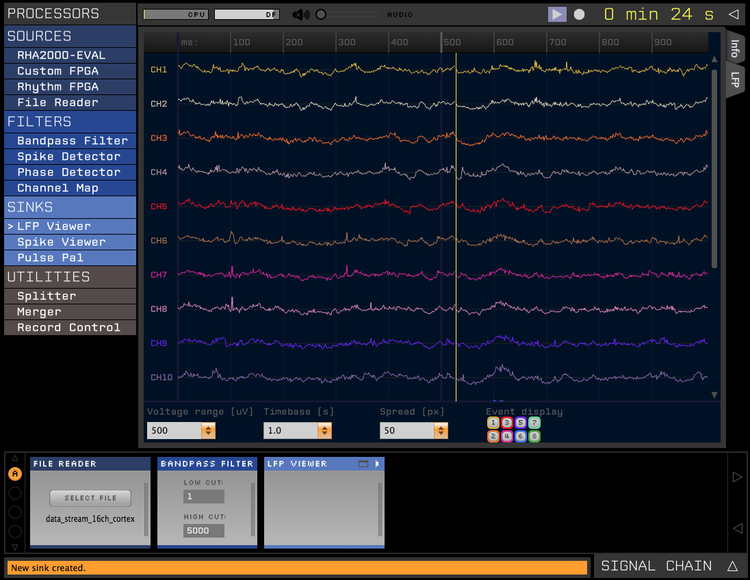 PROCESSORS
CPU
DF
AUDIO
0 min 24 s
SOURCES
RHA2000-EVAL
Custom FPGA
Rhythm FPGA
File Reader
FILTERS
Bandpass Filter
Spike Detector
Phase Detector
Channel Map
SINKS
> LFP Viewer
Spike Viewer
Pulse Pal
UTILITIES
Splitter
Merger
Record Control
ms: 100 200 300 400 500 600 700 800 900
Info
LFP
CH1
CH2
CH3
CH4
CH5
CH6
CH7
CH8
CH9
CH10
Voltage range [uV] Timebase [s] Spread [px] Event display
500 1.0 50
1 3 5 7
2 4 6 8
A
FILE READER
SELECT FILE
data_stream_16ch_cortex
BANDPASS FILTER
LOW CUT:
1
HIGH CUT:
5000
LFP VIEWER
New sink created.
SIGNAL CHAIN